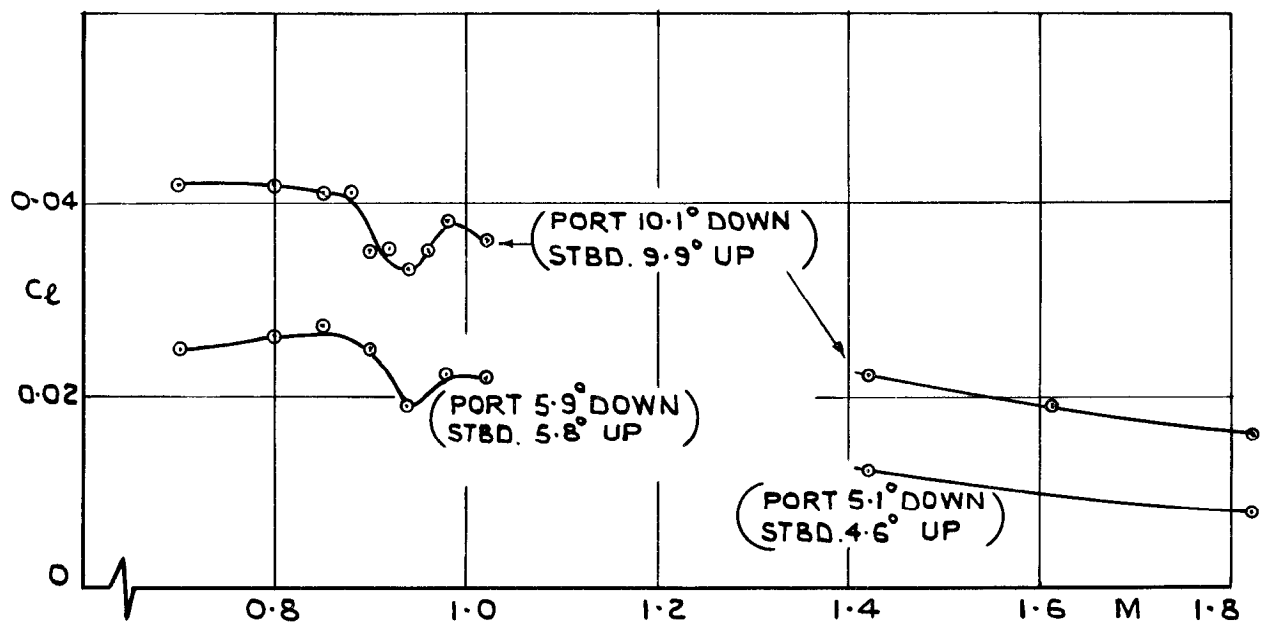 0.04
Cℓ
0.02
0
(PORT 10.1° DOWN
STBD. 9.9° UP)
(PORT 5.9° DOWN
STBD. 5.8° UP)
(PORT 5.1° DOWN
STBD. 4.6° UP)
0.8 1.0 1.2 1.4 1.6 M 1.8